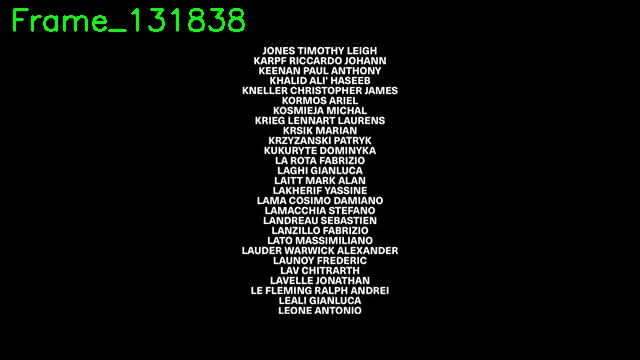 Frame_131838
JONES TIMOTHY LEIGH
KARPF RICCARDO JOHANN
KEENAN PAUL ANTHONY
KHALID ALI' HASEEB
KNELLER CHRISTOPHER JAMES
KORMOS ARIEL
KOSMIEJA MICHAL
KRIEG LENNART LAURENS
KRSIK MARIAN
KRZYZANSKI PATRYK
KUKURYTE DOMINYKA
LA ROTA FABRIZIO
LAGHI GIANLUCA
LAITT MARK ALAN
LAKHERIF YASSINE
LAMA COSIMO DAMIANO
LAMACCHIA STEFANO
LANDREAU SEBASTIEN
LANZILLO FABRIZIO
LATO MASSIMILIANO
LAUDER WARWICK ALEXANDER
LAUNOY FREDERIC
LAV CHITRARTH
LAVELLE JONATHAN
LE FLEMING RALPH ANDREI
LEALI GIANLUCA
LEONE ANTONIO